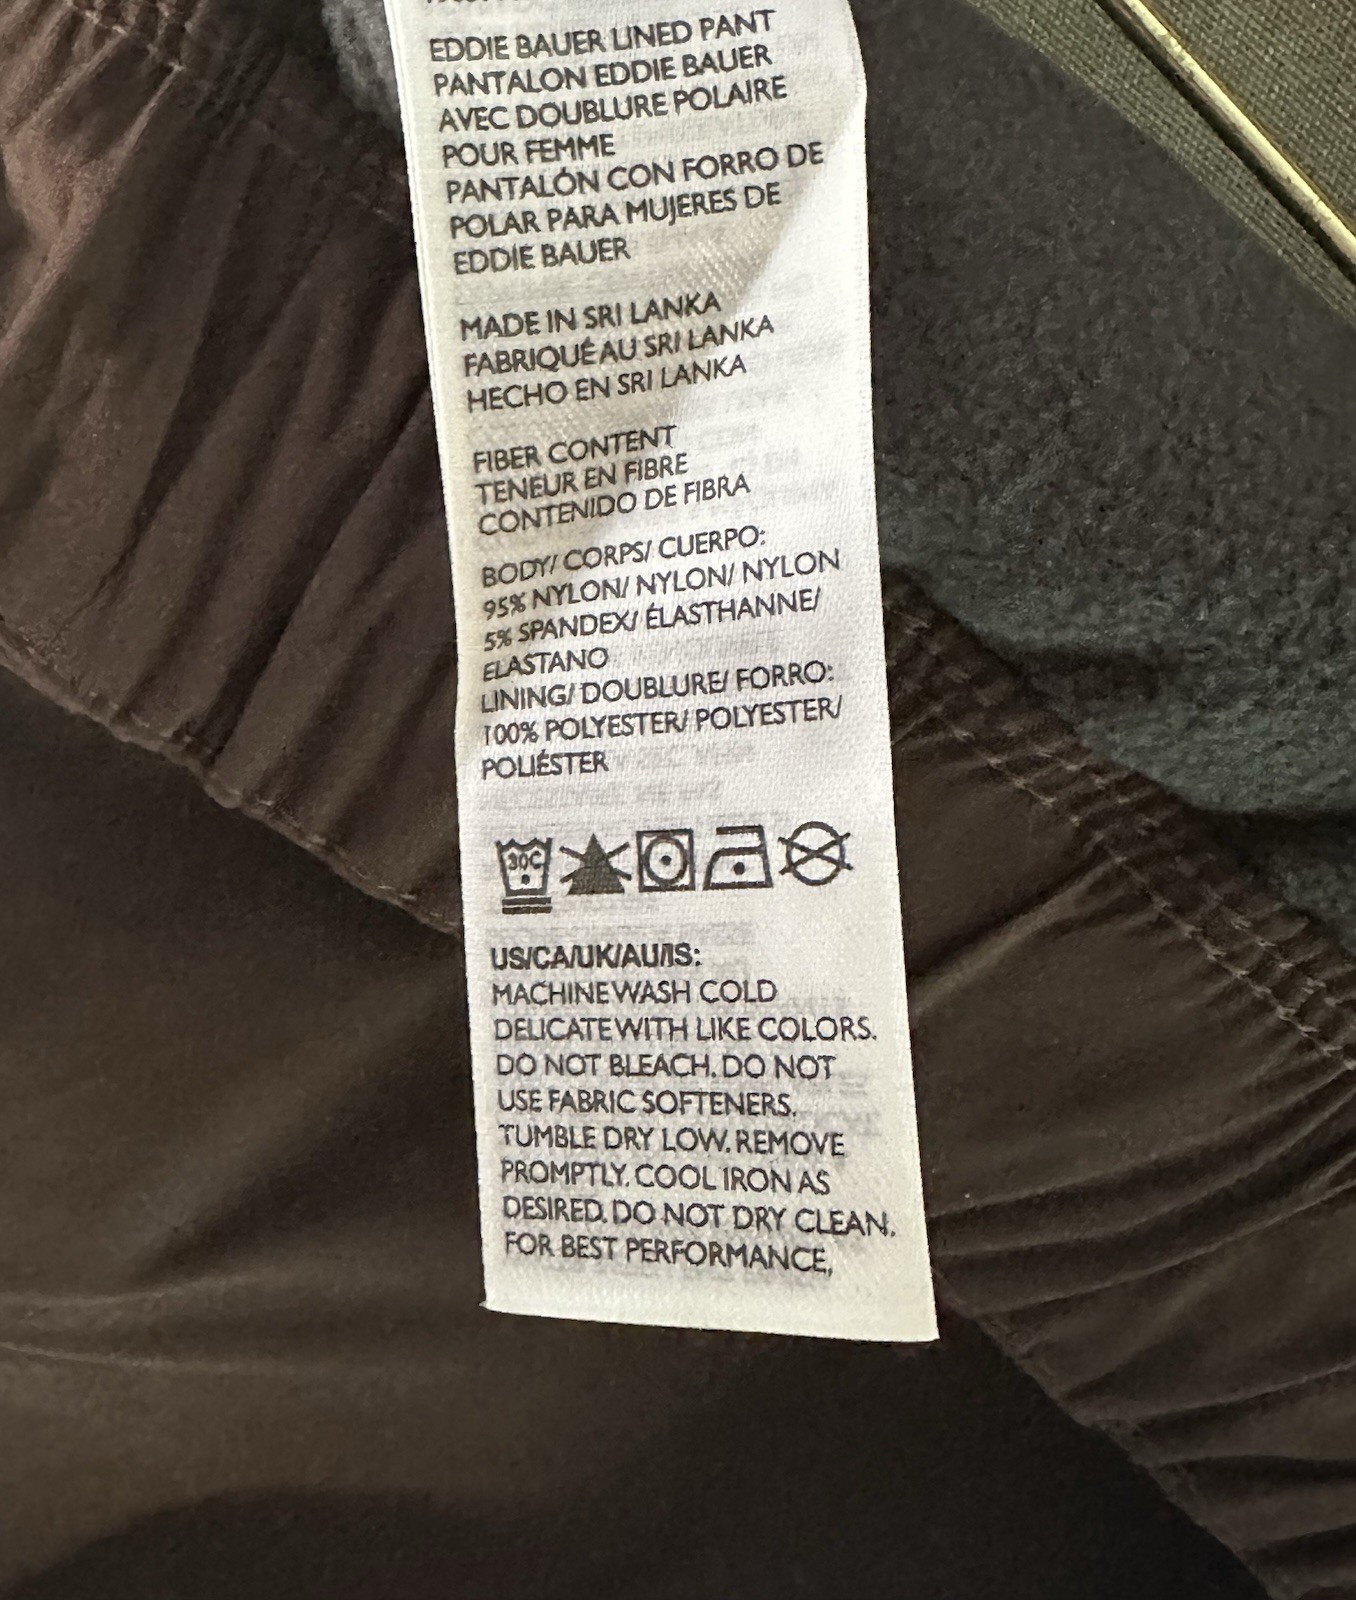 EDDIE BAUER LINED PANT
PANTALON EDDIE BAUER
AVEC DOUBLURE POLAIRE
POUR FEMME
PANTALÓN CON FORRO DE
POLAR PARA MUJERES DE
EDDIE BAUER
MADE IN SRI LANKA
FABRIQUÉ AU SRI LANKA
HECHO EN SRI LANKA
FIBER CONTENT
TENEUR EN FIBRE
CONTENIDO DE FIBRA
BODY/ CORPS/ CUERPO:
95% NYLON/ NYLON/ NYLON
5% SPANDEX/ ÉLASTHANNE/
ELASTANO
LINING/ DOUBLURE/ FORRO:
100% POLYESTER/ POLYESTER/
POLIÉSTER
30C
US/CA/UK/AU/IS:
MACHINE WASH COLD
DELICATE WITH LIKE COLORS.
DO NOT BLEACH. DO NOT
USE FABRIC SOFTENERS.
TUMBLE DRY LOW. REMOVE
PROMPTLY. COOL IRON AS
DESIRED. DO NOT DRY CLEAN.
FOR BEST PERFORMANCE,